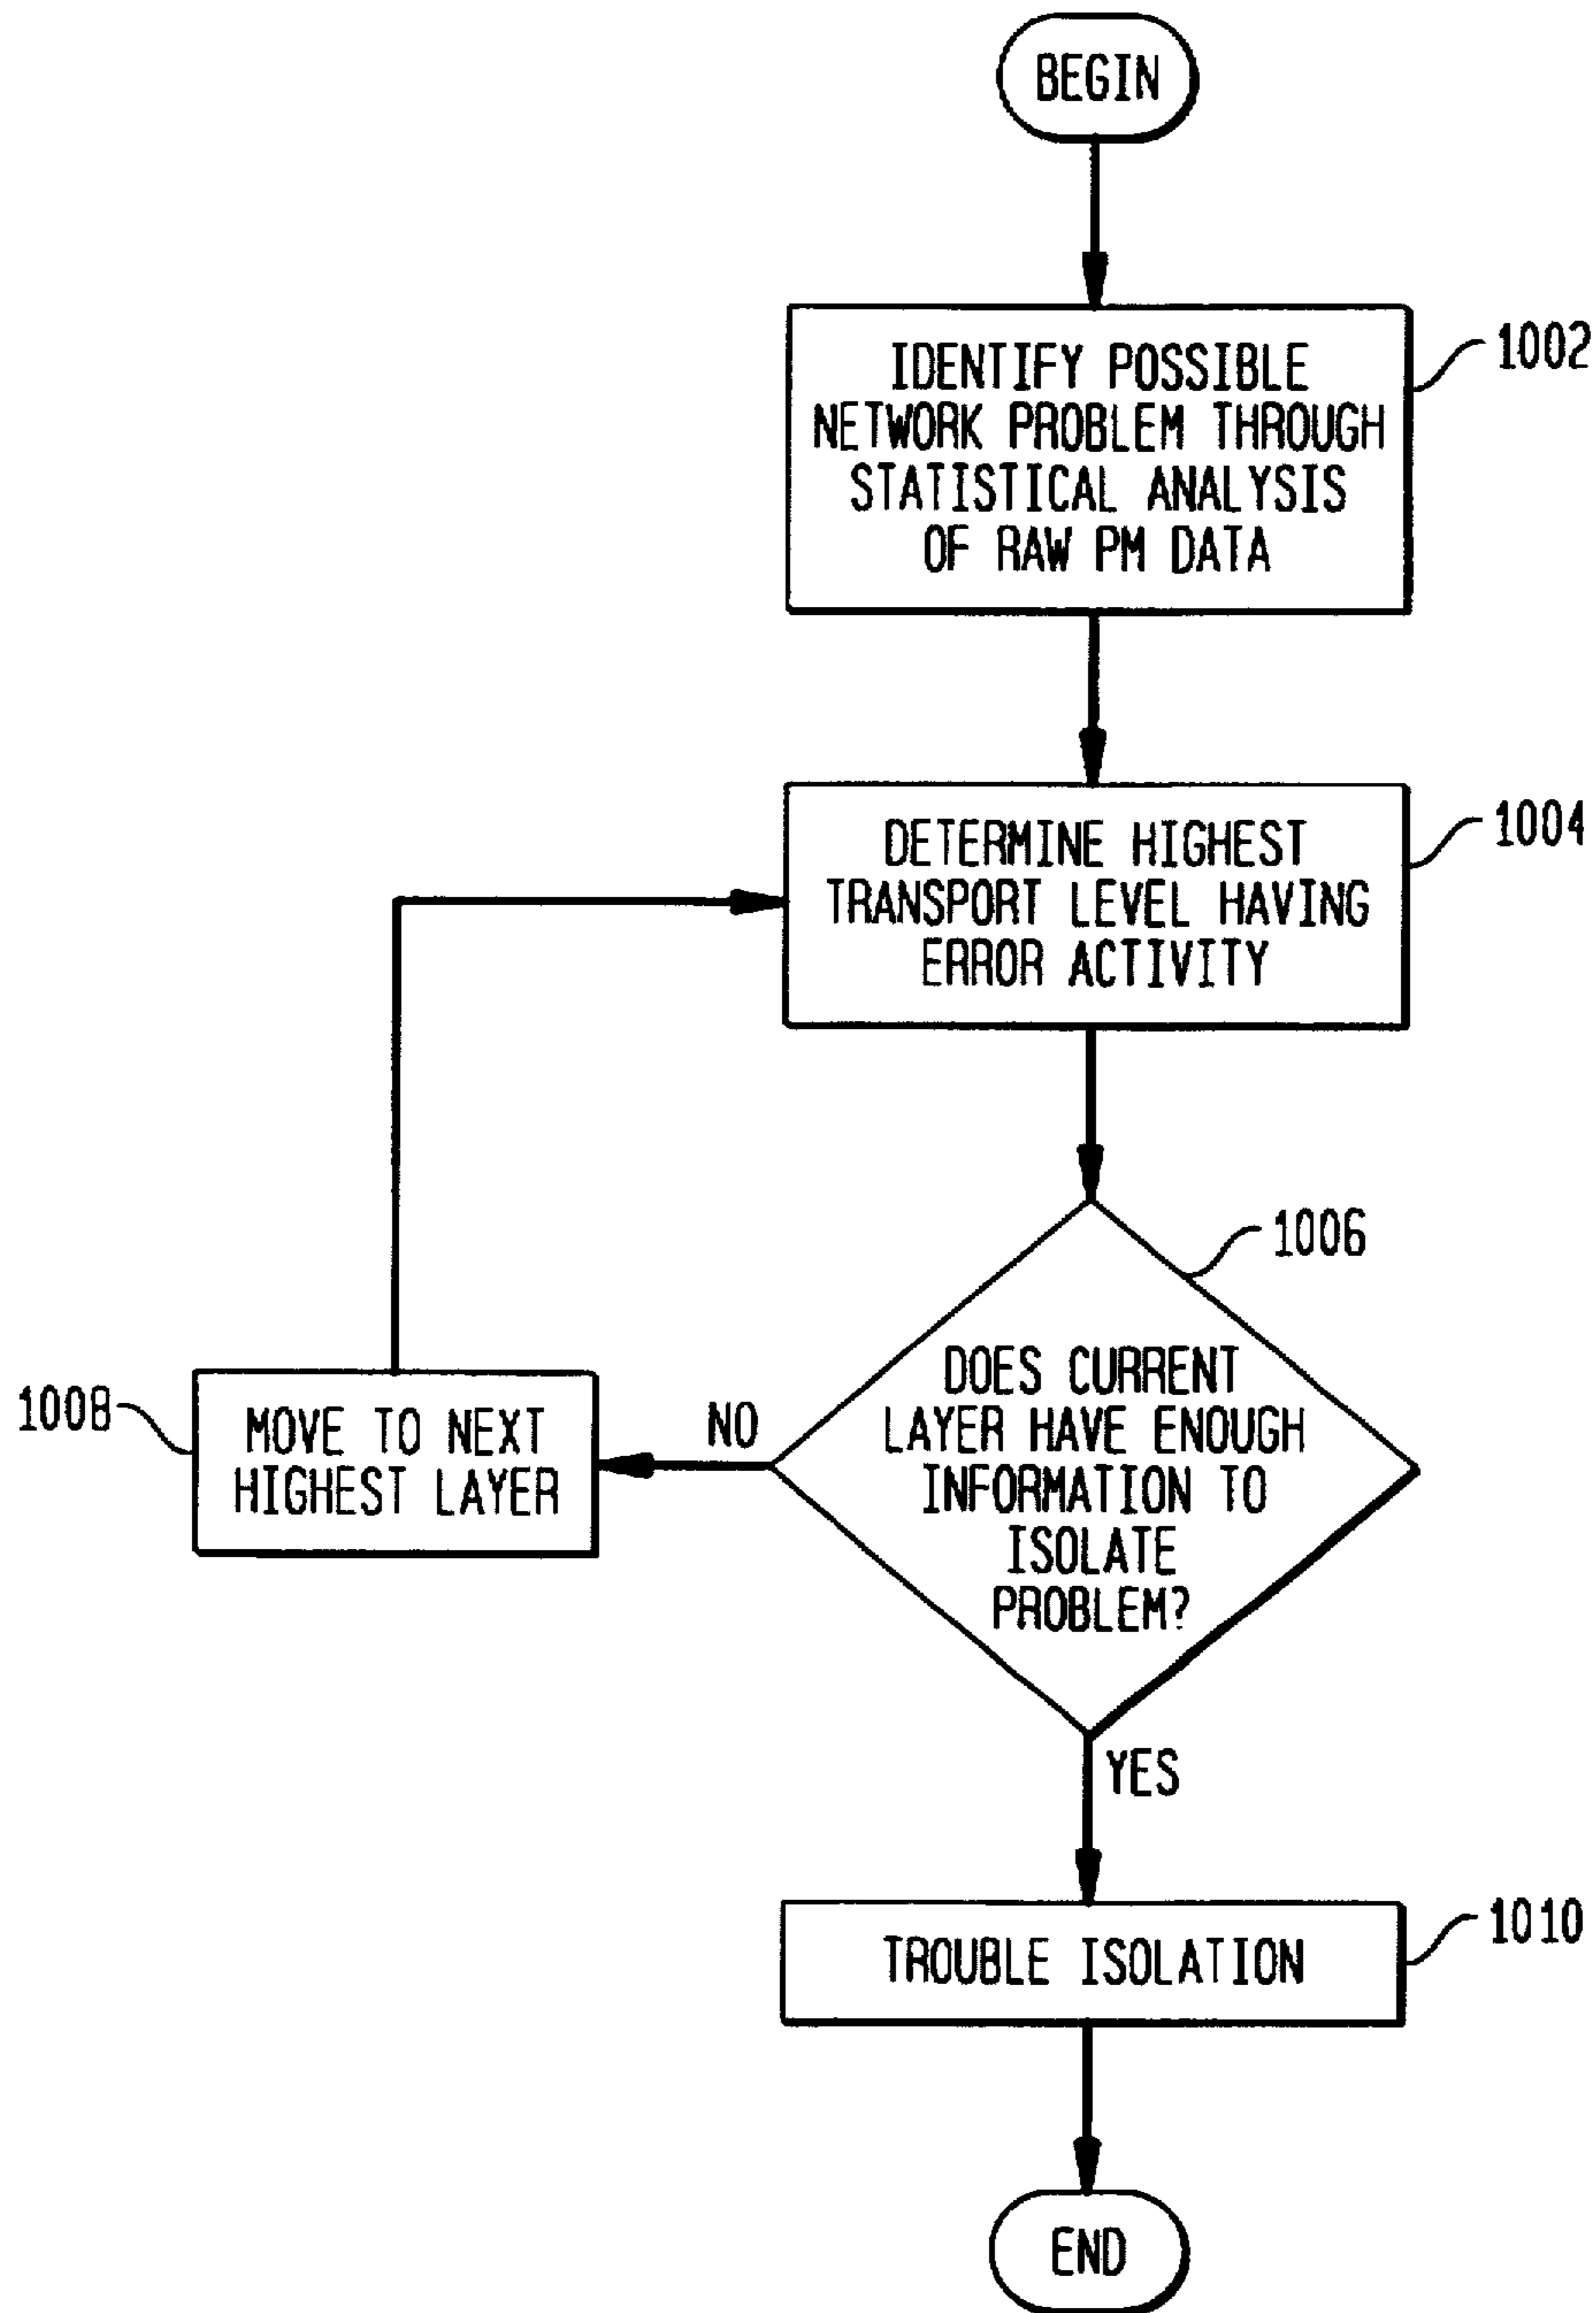 BEGIN
IDENTIFY POSSIBLE
NETWORK PROBLEM THROUGH
STATISTICAL ANALYSIS
OF RAW PM DATA
1002
DETERMINE HIGHEST
TRANSPORT LEVEL HAVING
ERROR ACTIVITY
1004
1006
DOES CURRENT
LAYER HAVE ENOUGH
INFORMATION TO
ISOLATE
PROBLEM?
NO
1008
MOVE TO NEXT
HIGHEST LAYER
YES
TROUBLE ISOLATION
1010
END